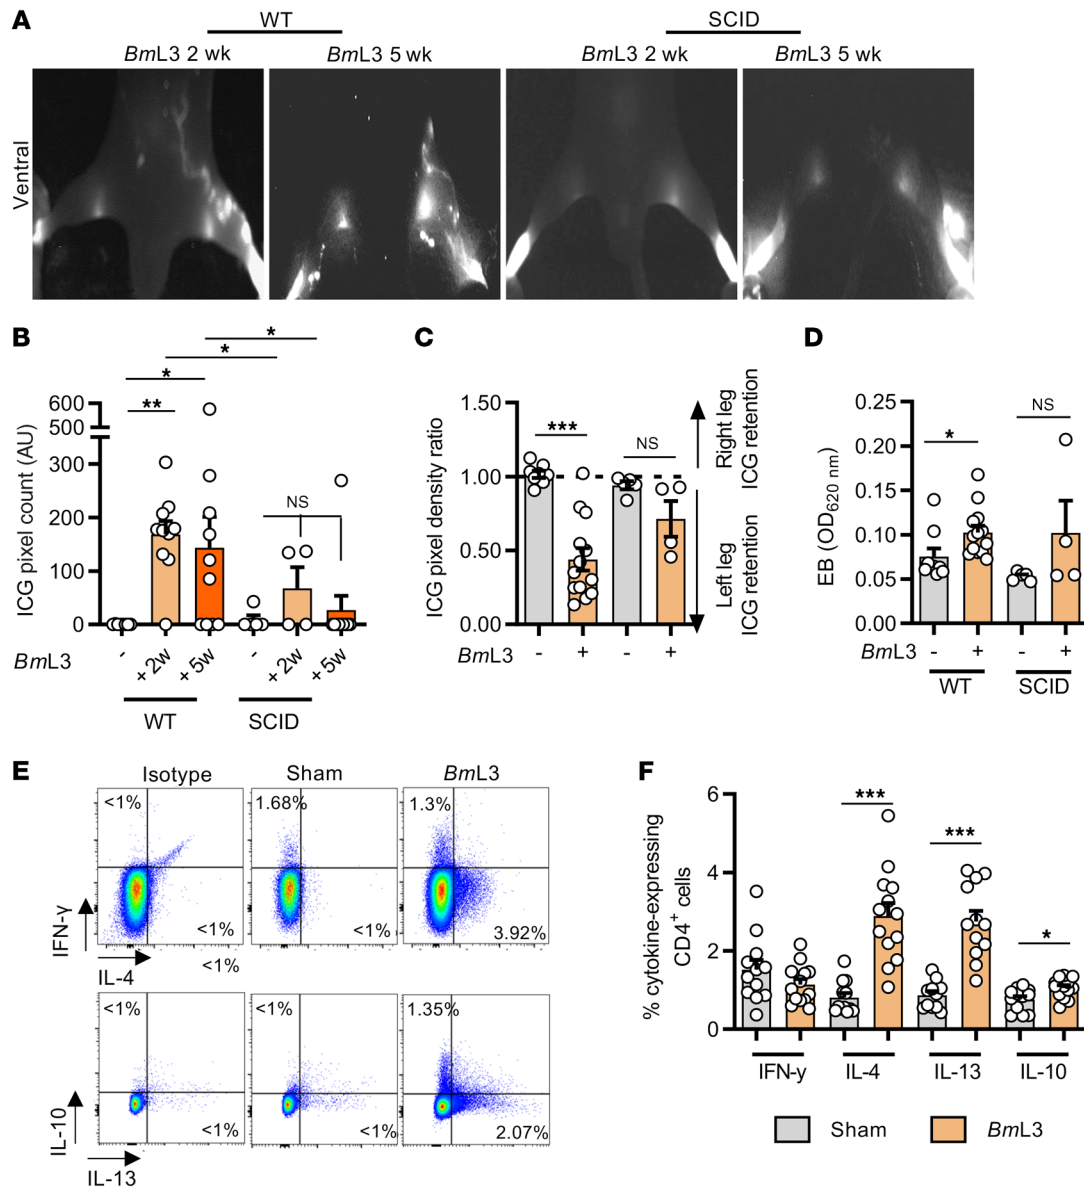 A
WT
SCID
BmL3 2 wk
BmL3 5 wk
BmL3 2 wk
BmL3 5 wk
Ventral
B
*
*
*
**
NS
ICG pixel count (AU)
600
500
300
200
100
0
BmL3
-
+ 2w
+ 5w
-
+ 2w
+ 5w
WT
SCID
C
***
NS
ICG pixel density ratio
1.50
1.00
0.50
0.00
BmL3
-
+
-
+
Right leg
ICG retention
Left leg
ICG retention
D
*
NS
EB (OD620 nm)
0.25
0.20
0.15
0.10
0.05
0.00
BmL3
-
+
-
+
WT
SCID
E
Isotype
Sham
BmL3
<1%
1.68%
1.3%
<1%
<1%
3.92%
IFN-γ
IL-4
<1%
<1%
<1%
1.35%
<1%
<1%
2.07%
IL-10
IL-13
F
% cytokine-expressing
CD4+ cells
6
4
2
0
***
***
*
IFN-γ
IL-4
IL-13
IL-10
Sham
BmL3